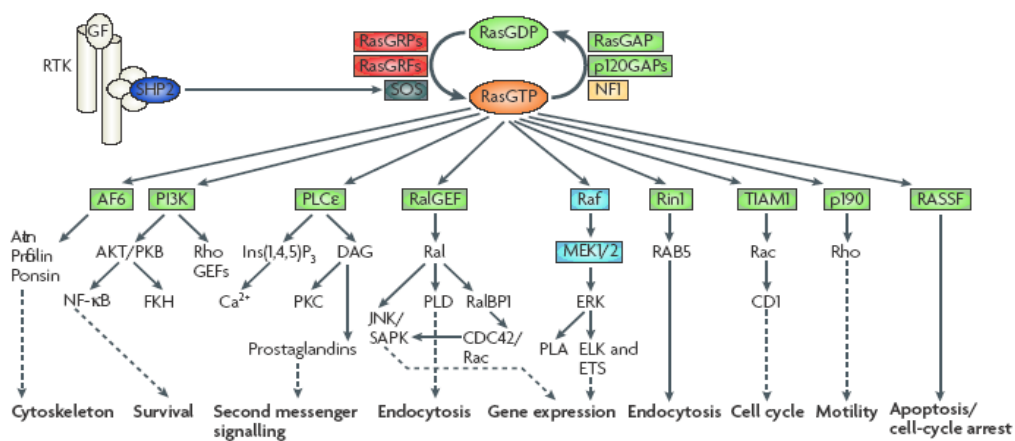 GF
RTK
SHP2
RasGRPs
RasGRFs
SOS
RasGDP
RasGTP
RasGAP
p120GAPs
NF1
AF6
PI3K
PLCε
RalGEF
Raf
Rin1
TIAM1
p190
RASSF
Profilin
Ponsin
AKT/PKB
Rho
GEFs
Ins(1,4,5)P3
DAG
Ral
MEK1/2
RAB5
Rac
Rho
NF-κB
FKH
Ca2+
PKC
JNK/
SAPK
PLD
RalBP1
ERK
CD1
Prostaglandins
CDC42/
Rac
PLA
ELK and
ETS
Cytoskeleton
Survival
Second messenger
signalling
Endocytosis
Gene expression
Endocytosis
Cell cycle
Motility
Apoptosis/
cell-cycle arrest